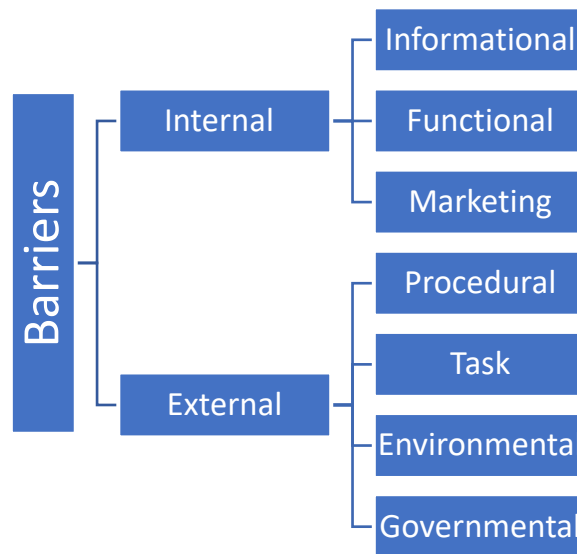 Barriers
Internal
Informational
Functional
Marketing
External
Procedural
Task
Environmenta
Governmental